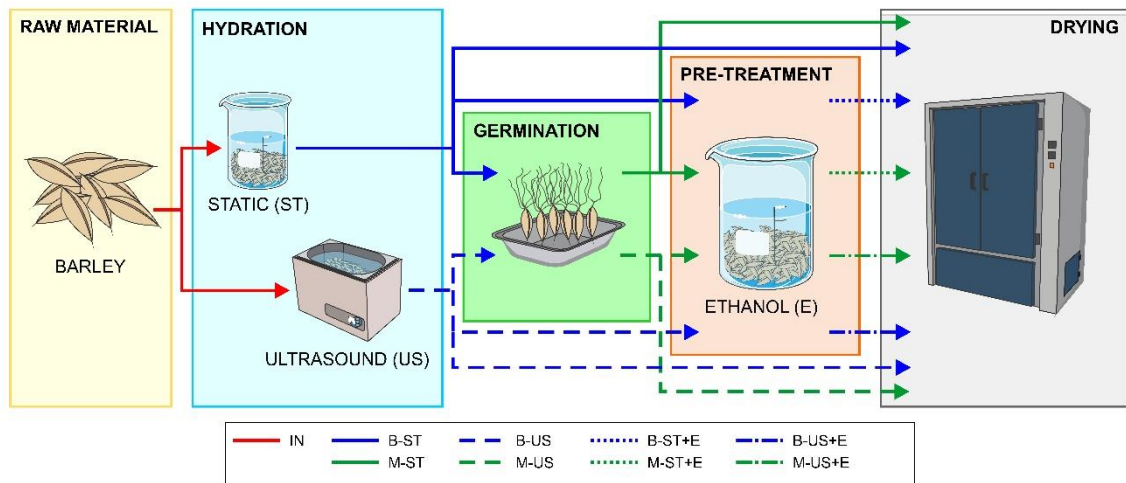 RAW MATERIAL
BARLEY
HYDRATION
STATIC (ST)
ULTRASOUND (US)
GERMINATION
PRE-TREATMENT
ETHANOL (E)
DRYING
IN B-ST B-US B-ST+E B-US+E
M-ST M-US M-ST+E M-US+E